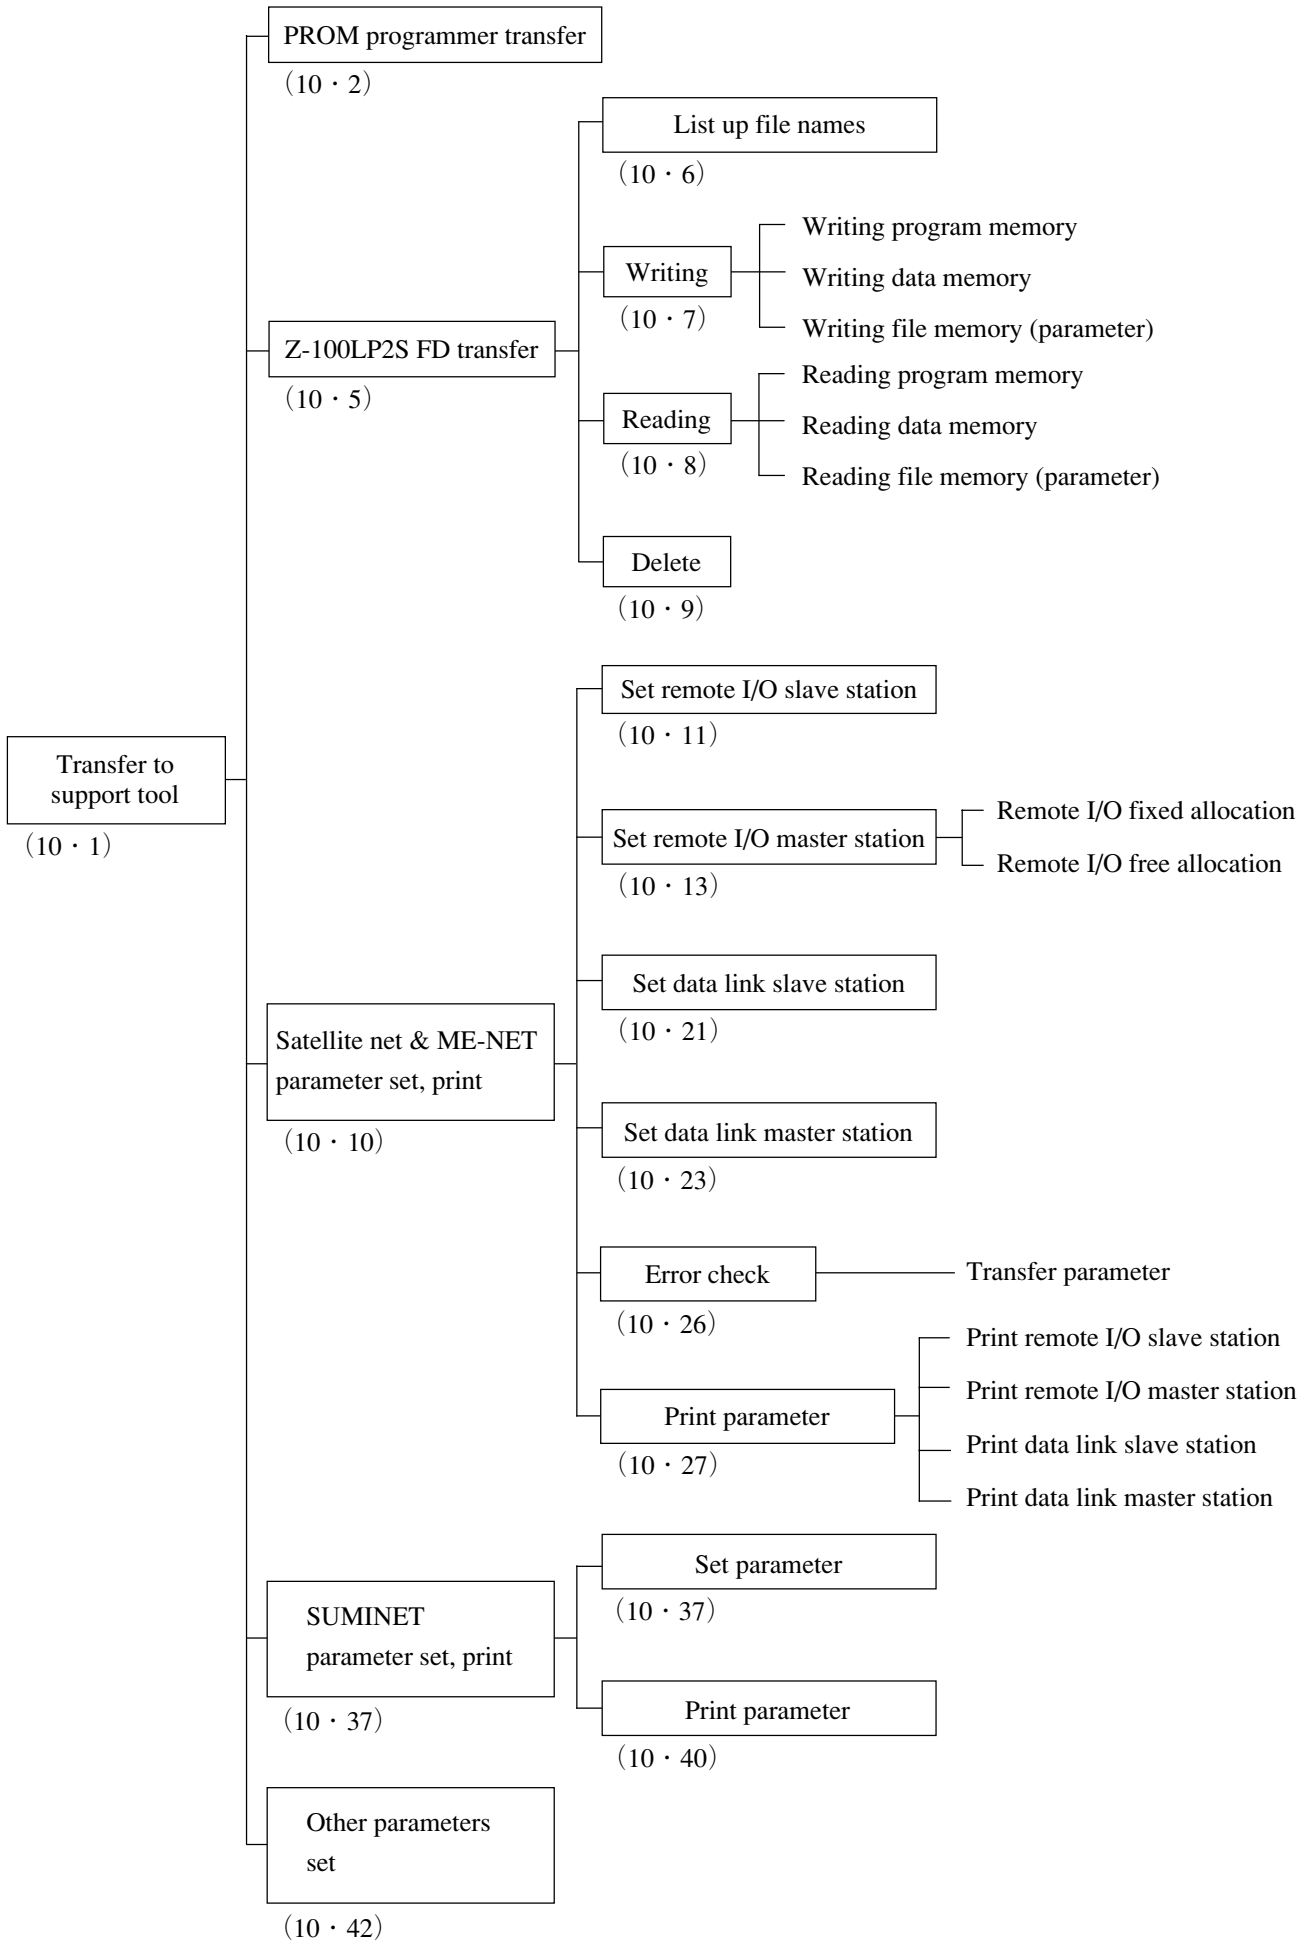 PROM programmer transfer
(10・2)
List up file names
(10・6)
Writing program memory
Writing
Writing data memory
(10・7)
Writing file memory (parameter)
Z-100LP2S FD transfer
(10・5)
Reading program memory
Reading
Reading data memory
(10・8)
Reading file memory (parameter)
Delete
(10・9)
Transfer to
support tool
(10・1)
Set remote I/O slave station
(10・11)
Set remote I/O master station
(10・13)
Remote I/O fixed allocation
Remote I/O free allocation
Set data link slave station
(10・21)
Satellite net & ME-NET
parameter set, print
(10・10)
Set data link master station
(10・23)
Error check
(10・26)
Transfer parameter
Print parameter
(10・27)
Print remote I/O slave station
Print remote I/O master station
Print data link slave station
Print data link master station
SUMINET
parameter set, print
(10・37)
Set parameter
(10・37)
Print parameter
(10・40)
Other parameters
set
(10・42)